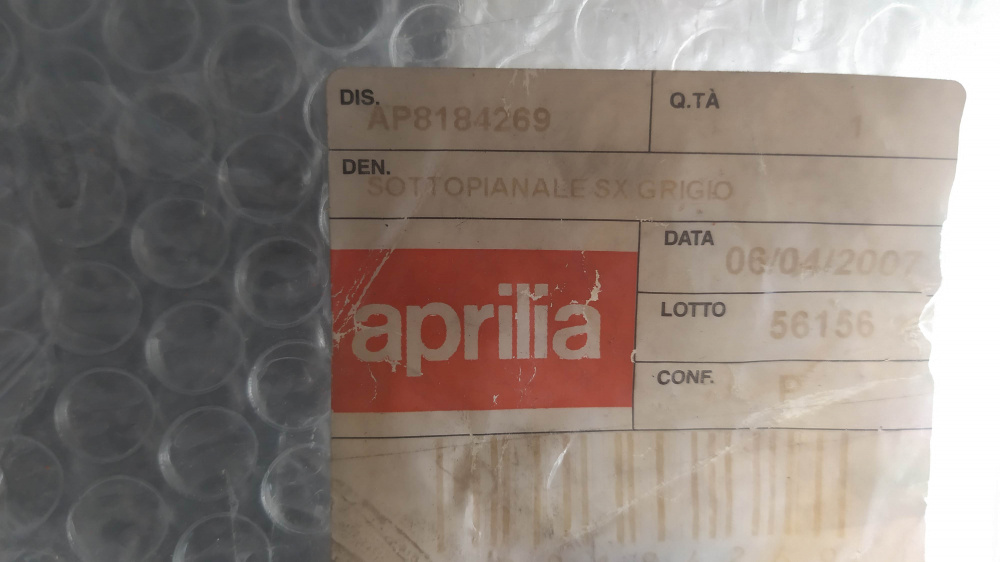 DIS. AP8184269 Q.TÀ 1
DEN. SOTTOPIANALE SX GRIGIO
DATA 06/04/2007
aprilia
LOTTO 56156
CONF.